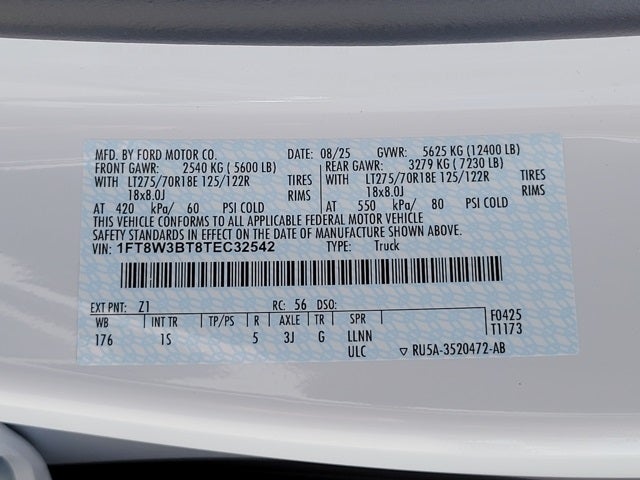 MFD. BY FORD MOTOR CO. DATE: 08/25 GVWR: 5625 KG (12400 LB)
FRONT GAWR: 2540 KG ( 5600 LB) REAR GAWR: 3279 KG ( 7230 LB)
WITH LT275/70R18E 125/122R TIRES WITH LT275/70R18E 125/122R TIRES
18x8.0J RIMS 18x8.0J RIMS
AT 420 kPa/ 60 PSI COLD AT 550 kPa/ 80 PSI COLD
THIS VEHICLE CONFORMS TO ALL APPLICABLE FEDERAL MOTOR VEHICLE
SAFETY STANDARDS IN EFFECT ON THE DATE OF MANUFACTURE SHOWN ABOVE.
VIN: 1FT8W3BT8TEC32542 TYPE: Truck
EXT PNT: Z1 RC: 56 DSO:
WB INT TR TP/PS R AXLE TR SPR F0425
176 1S 5 3J G LLNN T1173
ULC ▼ RU5A-3520472-AB